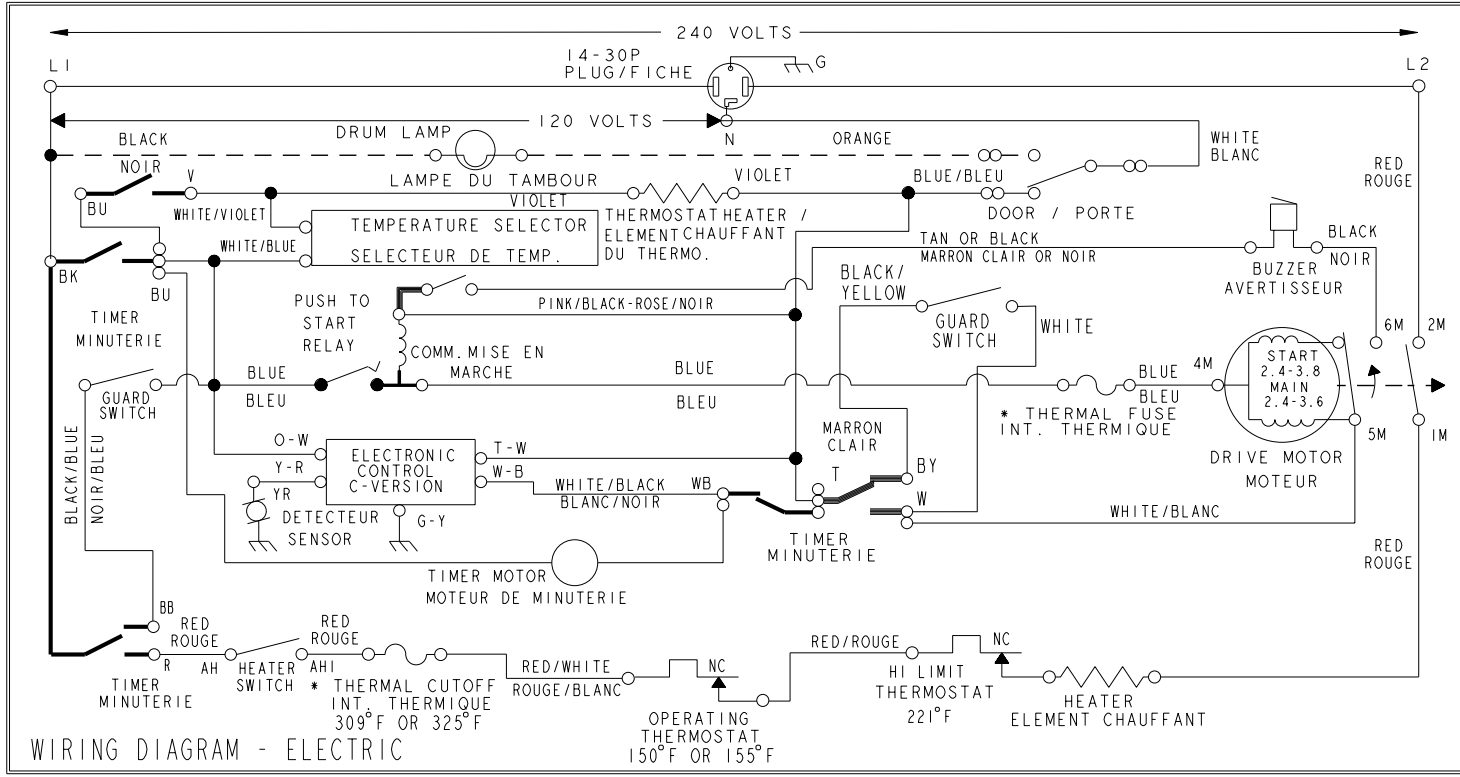 240 VOLTS
14-30P
PLUG/FICHE
G
L1
L2
120 VOLTS
N
BLACK
NOIR
DRUM LAMP
LAMPE DU TAMBOUR
ORANGE
WHITE
BLANC
RED
ROUGE
V
BU
WHITE/VIOLET
VIOLET
VIOLET
BLUE/BLEU
DOOR / PORTE
TEMPERATURE SELECTOR
SELECTEUR DE TEMP.
WHITE/BLUE
THERMOSTAT HEATER /
ELEMENT CHAUFFANT
DU THERMO.
TAN OR BLACK
MARRON CLAIR OR NOIR
BLACK
NOIR
BUZZER
AVERTISSEUR
BK
BU
TIMER
MINUTERIE
PUSH TO
START
RELAY
PINK/BLACK-ROSE/NOIR
COMM. MISE EN
MARCHE
BLACK/
YELLOW
GUARD
SWITCH
WHITE
6M
2M
GUARD
SWITCH
BLUE
BLEU
BLUE
BLEU
* THERMAL FUSE
INT. THERMIQUE
BLUE
BLEU
4M
START
2.4-3.8
MAIN
2.4-3.6
5M
1M
DRIVE MOTOR
MOTEUR
BLACK/BLUE
NOIR/BLEU
O-W
Y-R
YR
ELECTRONIC
CONTROL
C-VERSION
T-W
W-B
G-Y
DETECTEUR
SENSOR
WHITE/BLACK
BLANC/NOIR
WB
MARRON
CLAIR
T
BY
W
TIMER
MINUTERIE
WHITE/BLANC
RED
ROUGE
TIMER MOTOR
MOTEUR DE MINUTERIE
BB
R
TIMER
MINUTERIE
RED
ROUGE
AH
HEATER
SWITCH
RED
ROUGE
AH1
* THERMAL CUTOFF
INT. THERMIQUE
309°F OR 325°F
RED/WHITE
ROUGE/BLANC
NC
OPERATING
THERMOSTAT
150°F OR 155°F
RED/ROUGE
NC
HI LIMIT
THERMOSTAT
221°F
HEATER
ELEMENT CHAUFFANT
WIRING DIAGRAM - ELECTRIC